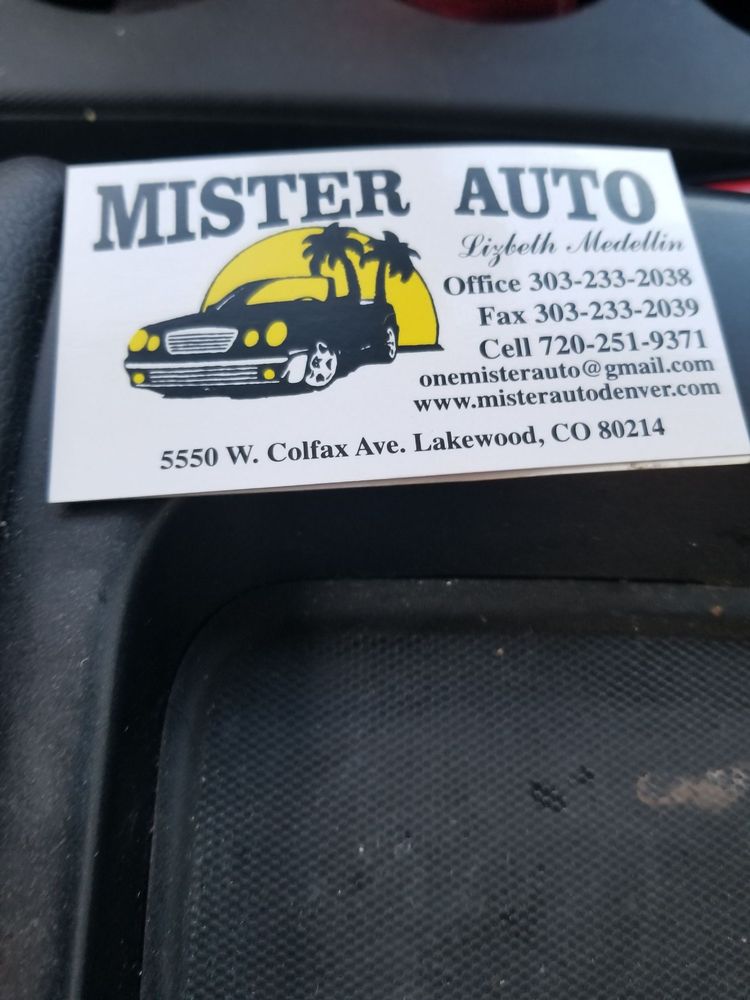 MISTER AUTO
Lizbeth Medellin
Office 303-233-2038
Fax 303-233-2039
Cell 720-251-9371
onemisterauto@gmail.com
www.misterautodenver.com
5550 W. Colfax Ave. Lakewood, CO 80214